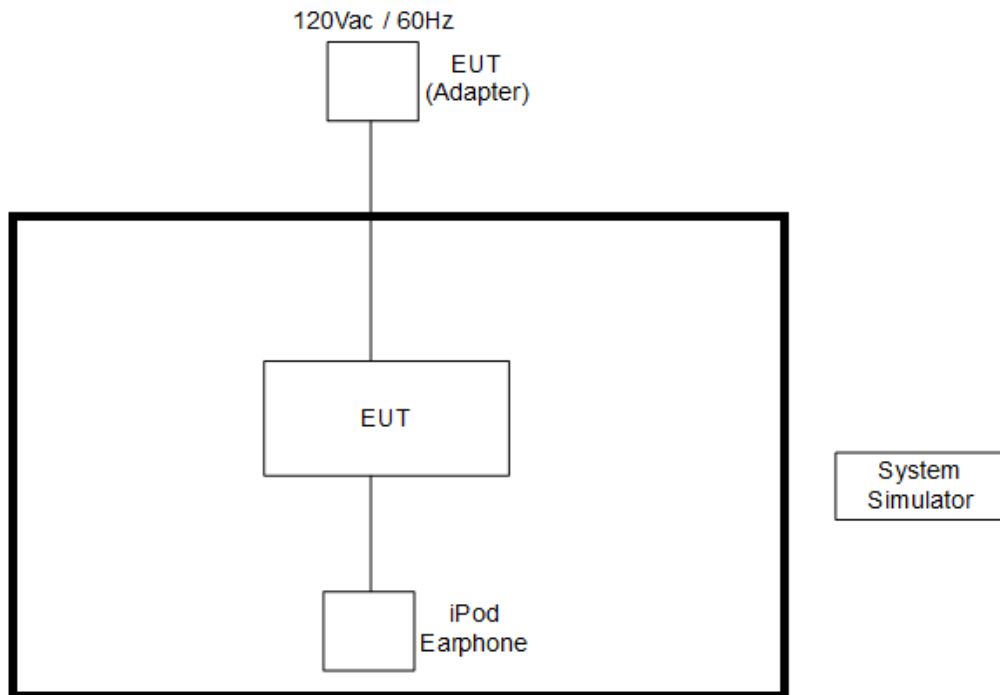 120Vac / 60Hz
EUT
(Adapter)
EUT
System
Simulator
iPod
Earphone